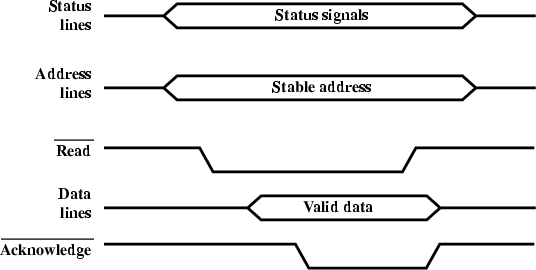 Status
lines
Status signals
Address
lines
Stable address
Read
Data
lines
Valid data
Acknowledge